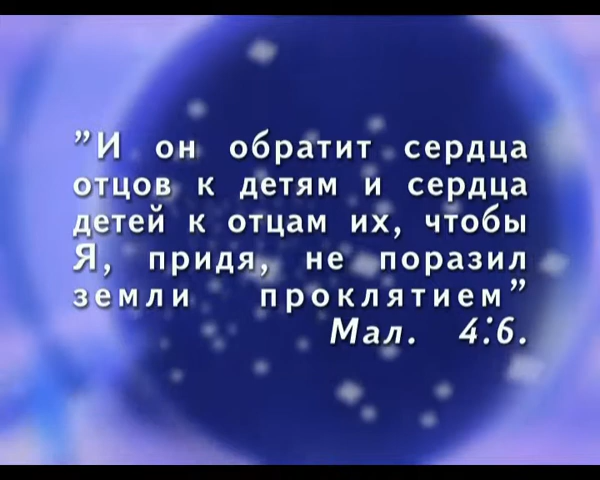 ”И он обратит сердца
отцов к детям и сердца
детей к отцам их, чтобы
Я, придя, не поразил
земли проклятием”
Мал. 4:6.